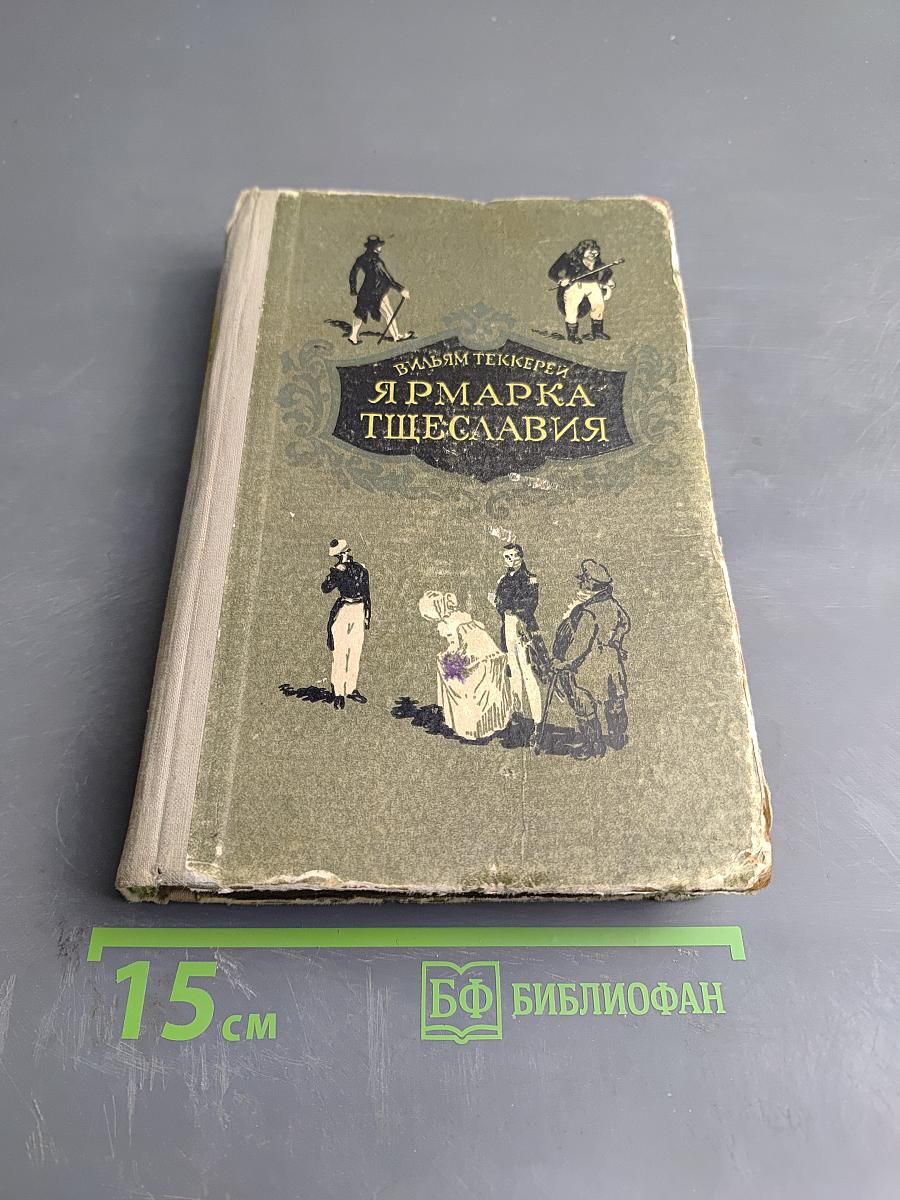 ВИЛЬЯМ ТЕККЕРЕЙ
ЯРМАРКА
ТЩЕСЛАВИЯ
15 см
БФ БИБЛИОФАН